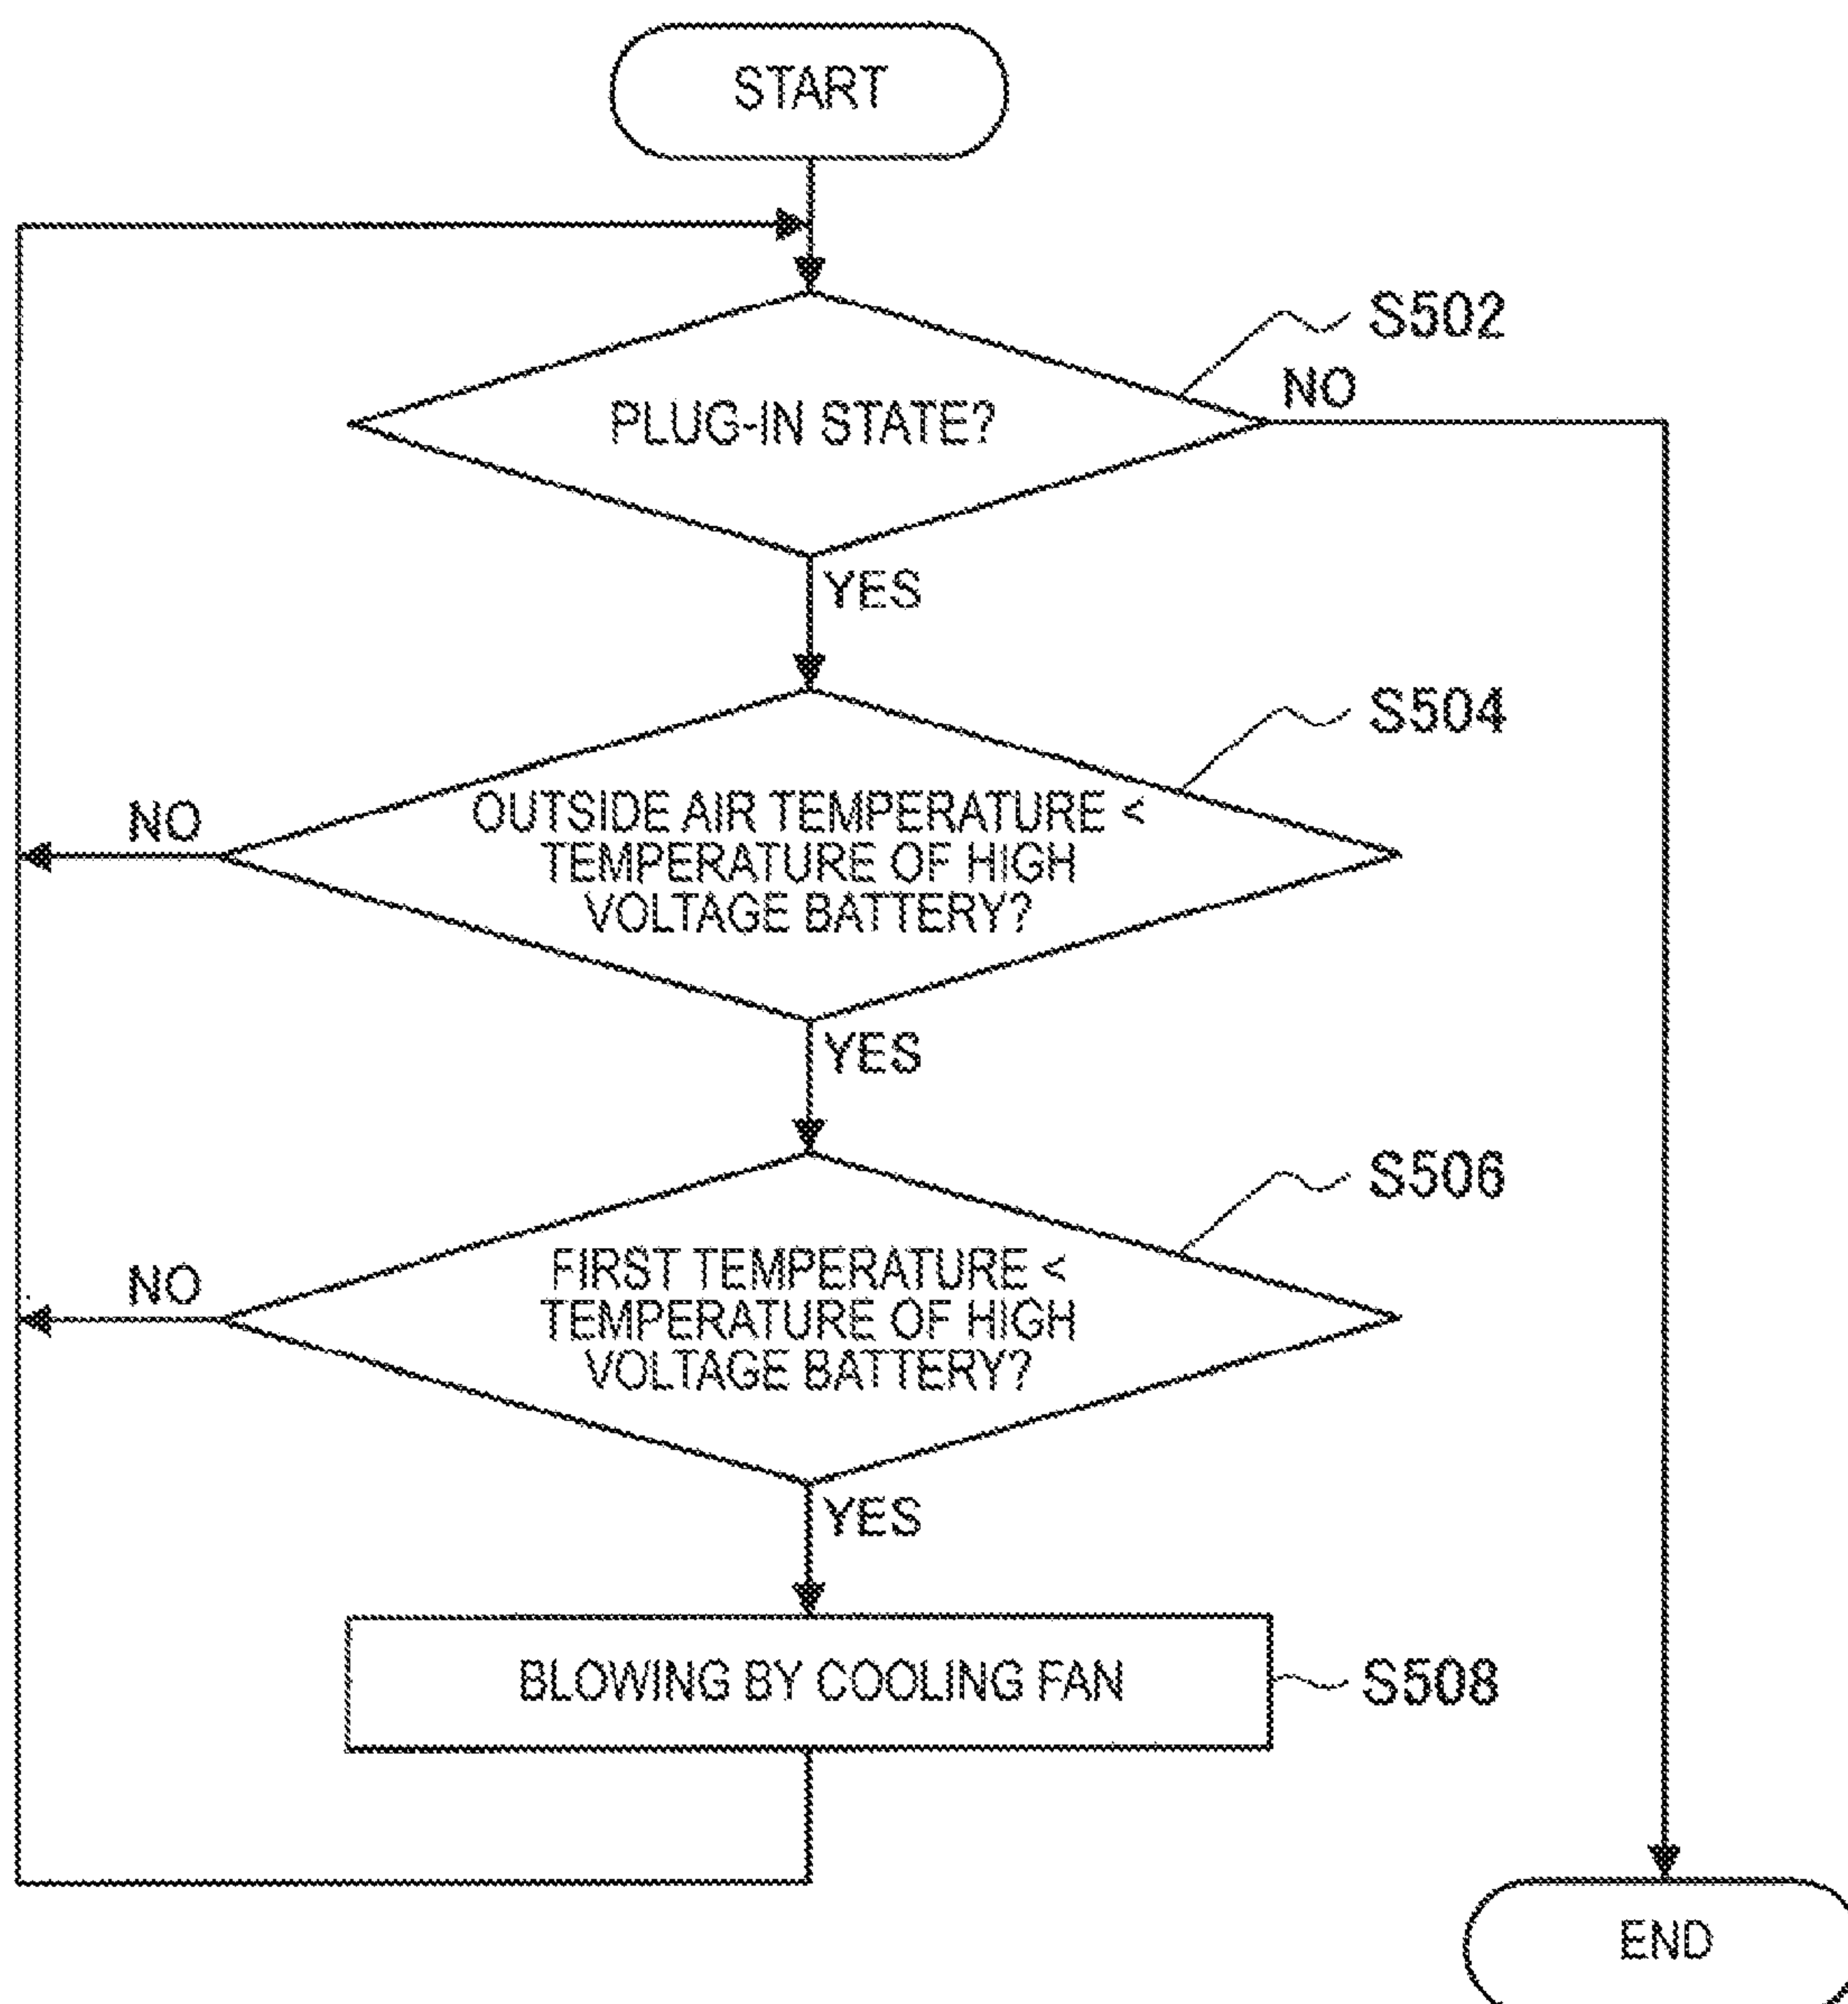 START
S502
NO
PLUG-IN STATE?
YES
S504
NO
OUTSIDE AIR TEMPERATURE <
TEMPERATURE OF HIGH
VOLTAGE BATTERY?
YES
S506
NO
FIRST TEMPERATURE <
TEMPERATURE OF HIGH
VOLTAGE BATTERY?
YES
BLOWING BY COOLING FAN
S508
END